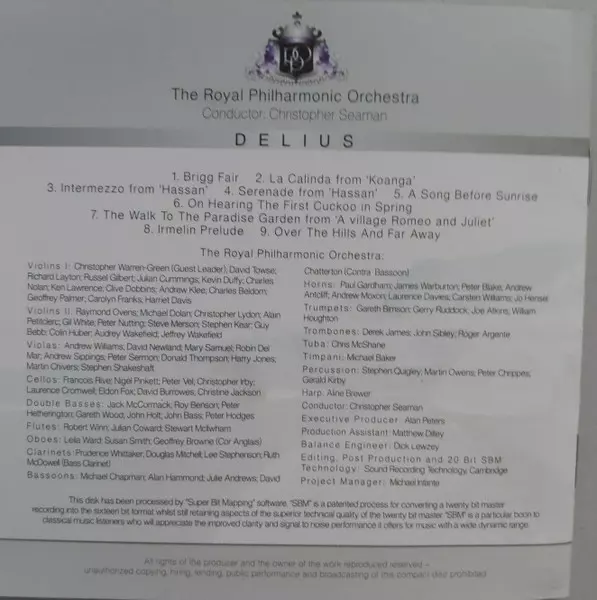 RPO
The Royal Philharmonic Orchestra
Conductor: Christopher Seaman
DELIUS
1. Brigg Fair 2. La Calinda from 'Koanga'
3. Intermezzo from 'Hassan' 4. Serenade from 'Hassan' 5. A Song Before Sunrise
6. On Hearing The First Cuckoo in Spring
7. The Walk To The Paradise Garden from 'A village Romeo and Juliet'
8. Irmelin Prelude 9. Over The Hills And Far Away
The Royal Philharmonic Orchestra:
Violins I: Christopher Warren-Green (Guest Leader); David Towse;
Richard Layton; Russel Gilbert; Julian Cummings; Kevin Duffy; Charles
Nolan; Ken Lawrence; Clive Dobbins; Andrew Klee; Charles Beldom;
Geoffrey Palmer; Carolyn Franks; Harriet Davis
Violins II: Raymond Ovens; Michael Dolan; Christopher Lydon; Alain
Petitclerc; Gil White; Peter Nutting; Steve Merson; Stephen Kear; Guy
Bebb; Colin Huber; Audrey Wakefield; Jeffrey Wakefield
Violas: Andrew Williams; David Newland; Mary Samuel; Robin Del
Mar; Andrew Sippings; Peter Sermon; Donald Thompson; Harry Jones;
Martin Chivers; Stephen Shakeshaft
Cellos: Francois Rive; Nigel Pinkett; Peter Vel; Christopher Irby;
Laurence Cromwell; Eldon Fox; David Burrowes; Christine Jackson
Double Basses: Jack McCormack; Roy Benson; Peter
Hetherington; Gareth Wood; John Holt; John Bass; Peter Hodges
Flutes: Robert Winn; Julian Coward; Stewart McIlwham
Oboes: Leila Ward; Susan Smith; Geoffrey Browne (Cor Anglais)
Clarinets: Prudence Whittaker; Douglas Mitchell; Lee Stephenson; Ruth
McDowell (Bass Clarinet)
Bassoons: Michael Chapman; Alan Hammond; Julie Andrews; David
Chatterton (Contra Bassoon)
Horns: Paul Gardham; James Warburton; Peter Blake; Andrew
Antcliff; Andrew Moxon; Laurence Davies; Carsten Williams; Jo Hensel
Trumpets: Gareth Bimson; Gerry Ruddock; Joe Atkins; William
Houghton
Trombones: Derek James; John Sibley; Roger Argente
Tuba: Chris McShane
Timpani: Michael Baker
Percussion: Stephen Quigley; Martin Owens; Peter Chrippes;
Gerald Kirby
Harp: Aline Brewer
Conductor: Christopher Seaman
Executive Producer: Alan Peters
Production Assistant: Matthew Dilley
Balance Engineer: Dick Lewzey
Editing, Post Production and 20 Bit SBM
Technology: Sound Recording Technology, Cambridge
Project Manager: Michael Infante
This disk has been processed by "Super Bit Mapping" software. "SBM" is a patented process for converting a twenty bit master
recording into the sixteen bit format whilst still retaining aspects of the superior technical quality of the twenty bit master. "SBM" is a particular boon to
classical music listeners who will appreciate the improved clarity and signal to noise performance it offers for music with a wide dynamic range.
All rights of the producer and the owner of the work reproduced reserved –
unauthorized copying, hiring, lending, public performance and broadcasting of this compact disc prohibited